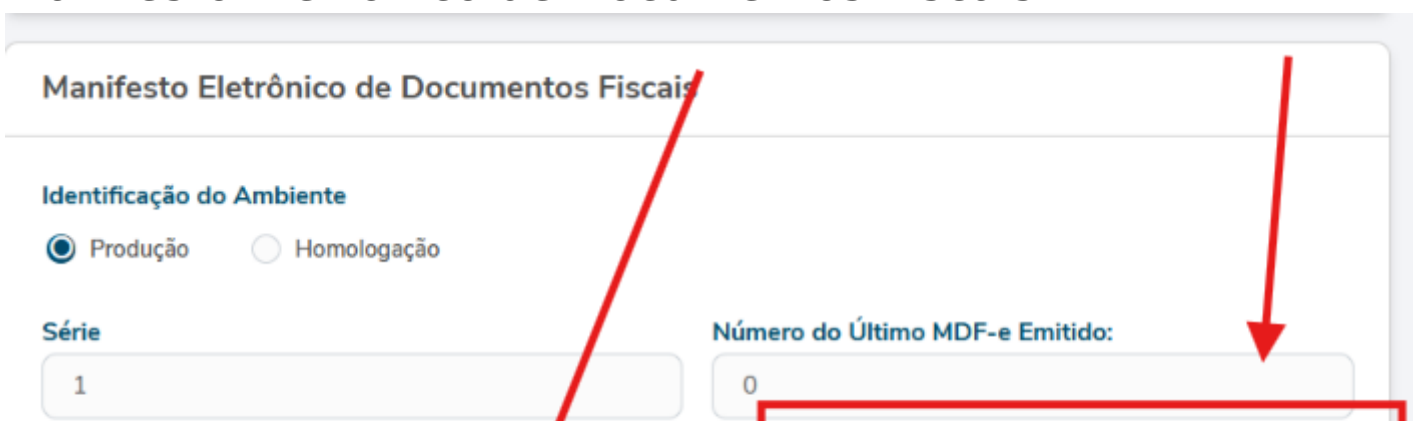 Manifesto Eletrônico de Documentos Fiscais
Identificação do Ambiente
Produção Homologação
Série Número do Último MDF-e Emitido:
1 0